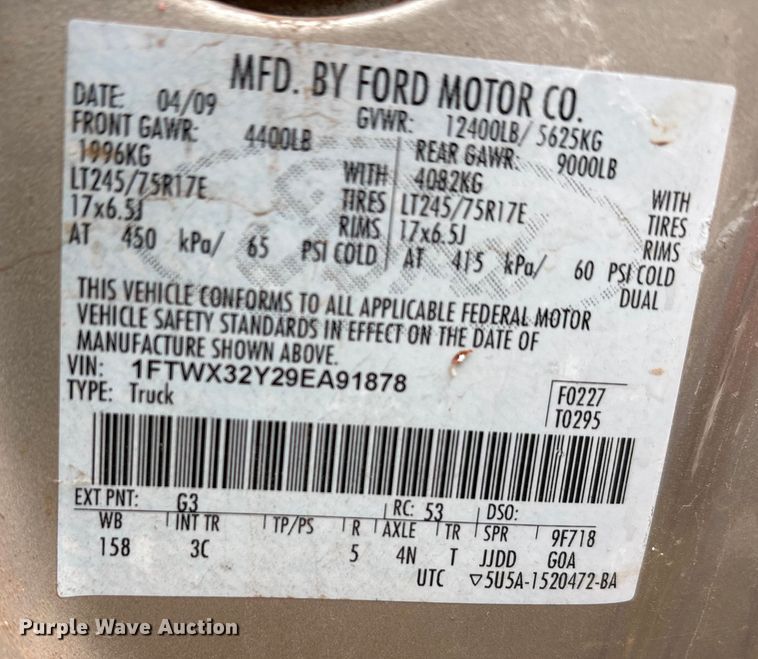 MFD. BY FORD MOTOR CO.
DATE: 04/09 GVWR: 12400LB/ 5625KG
FRONT GAWR: 4400LB REAR GAWR: 9000LB
1996KG WITH 4082KG WITH
LT245/75R17E TIRES LT245/75R17E TIRES
17x6.5J RIMS 17x6.5J RIMS
AT 450 kPa/ 65 PSI COLD AT 415 kPa/ 60 PSI COLD
DUAL
THIS VEHICLE CONFORMS TO ALL APPLICABLE FEDERAL MOTOR
VEHICLE SAFETY STANDARDS IN EFFECT ON THE DATE OF
MANUFACTURE SHOWN ABOVE.
VIN: 1FTWX32Y29EA91878
TYPE: Truck
F0227
T0295
EXT PNT: G3 RC: 53 DSO:
WB INT TR TP/PS R AXLE TR SPR 9F718
158 3C 5 4N T JJDD G0A
UTC ▽5U5A-1520472-BA
Ford
Purple Wave Auction